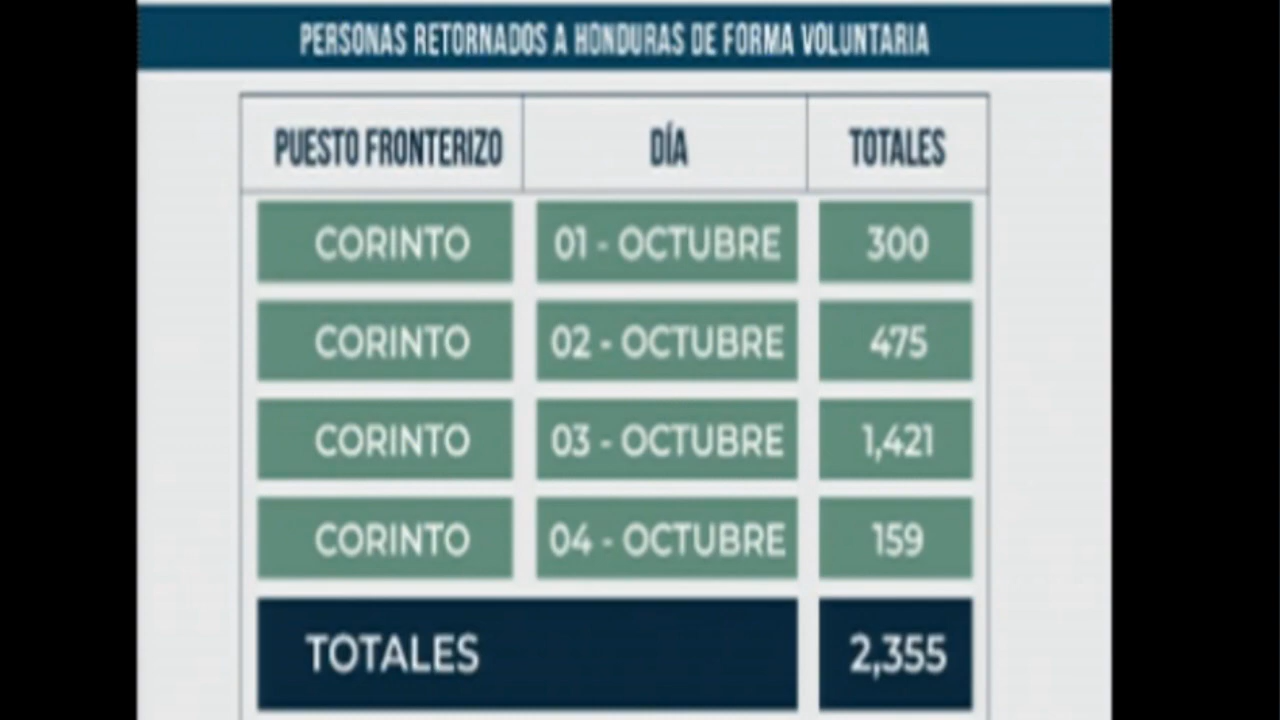 PERSONAS RETORNADOS A HONDURAS DE FORMA VOLUNTARIA
PUESTO FRONTERIZO DÍA TOTALES
CORINTO 01 - OCTUBRE 300
CORINTO 02 - OCTUBRE 475
CORINTO 03 - OCTUBRE 1,421
CORINTO 04 - OCTUBRE 159
TOTALES 2,355